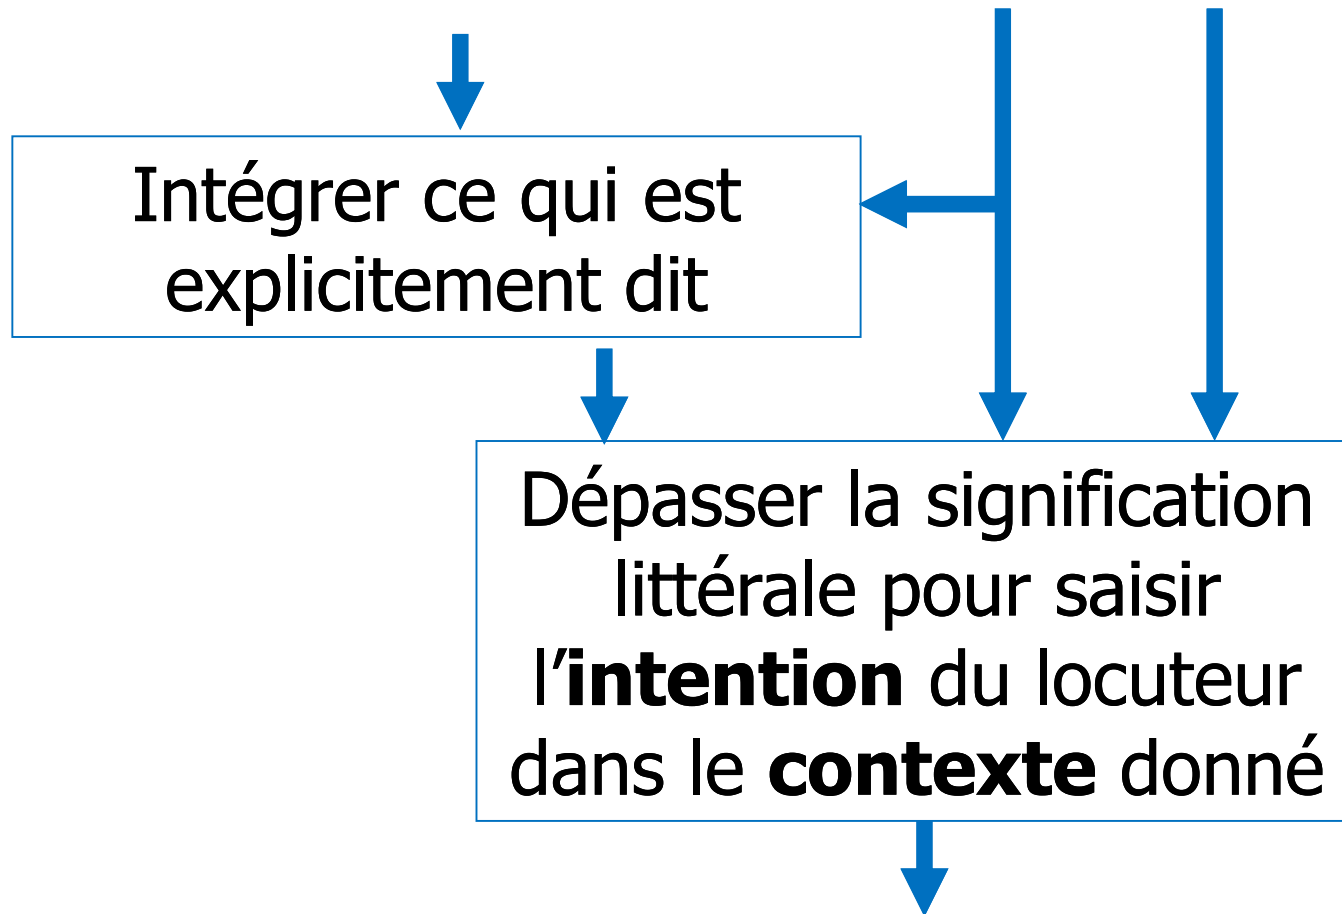 Intégrer ce qui est
explicitement dit
Dépasser la signification
littérale pour saisir
l’intention du locuteur
dans le contexte donné